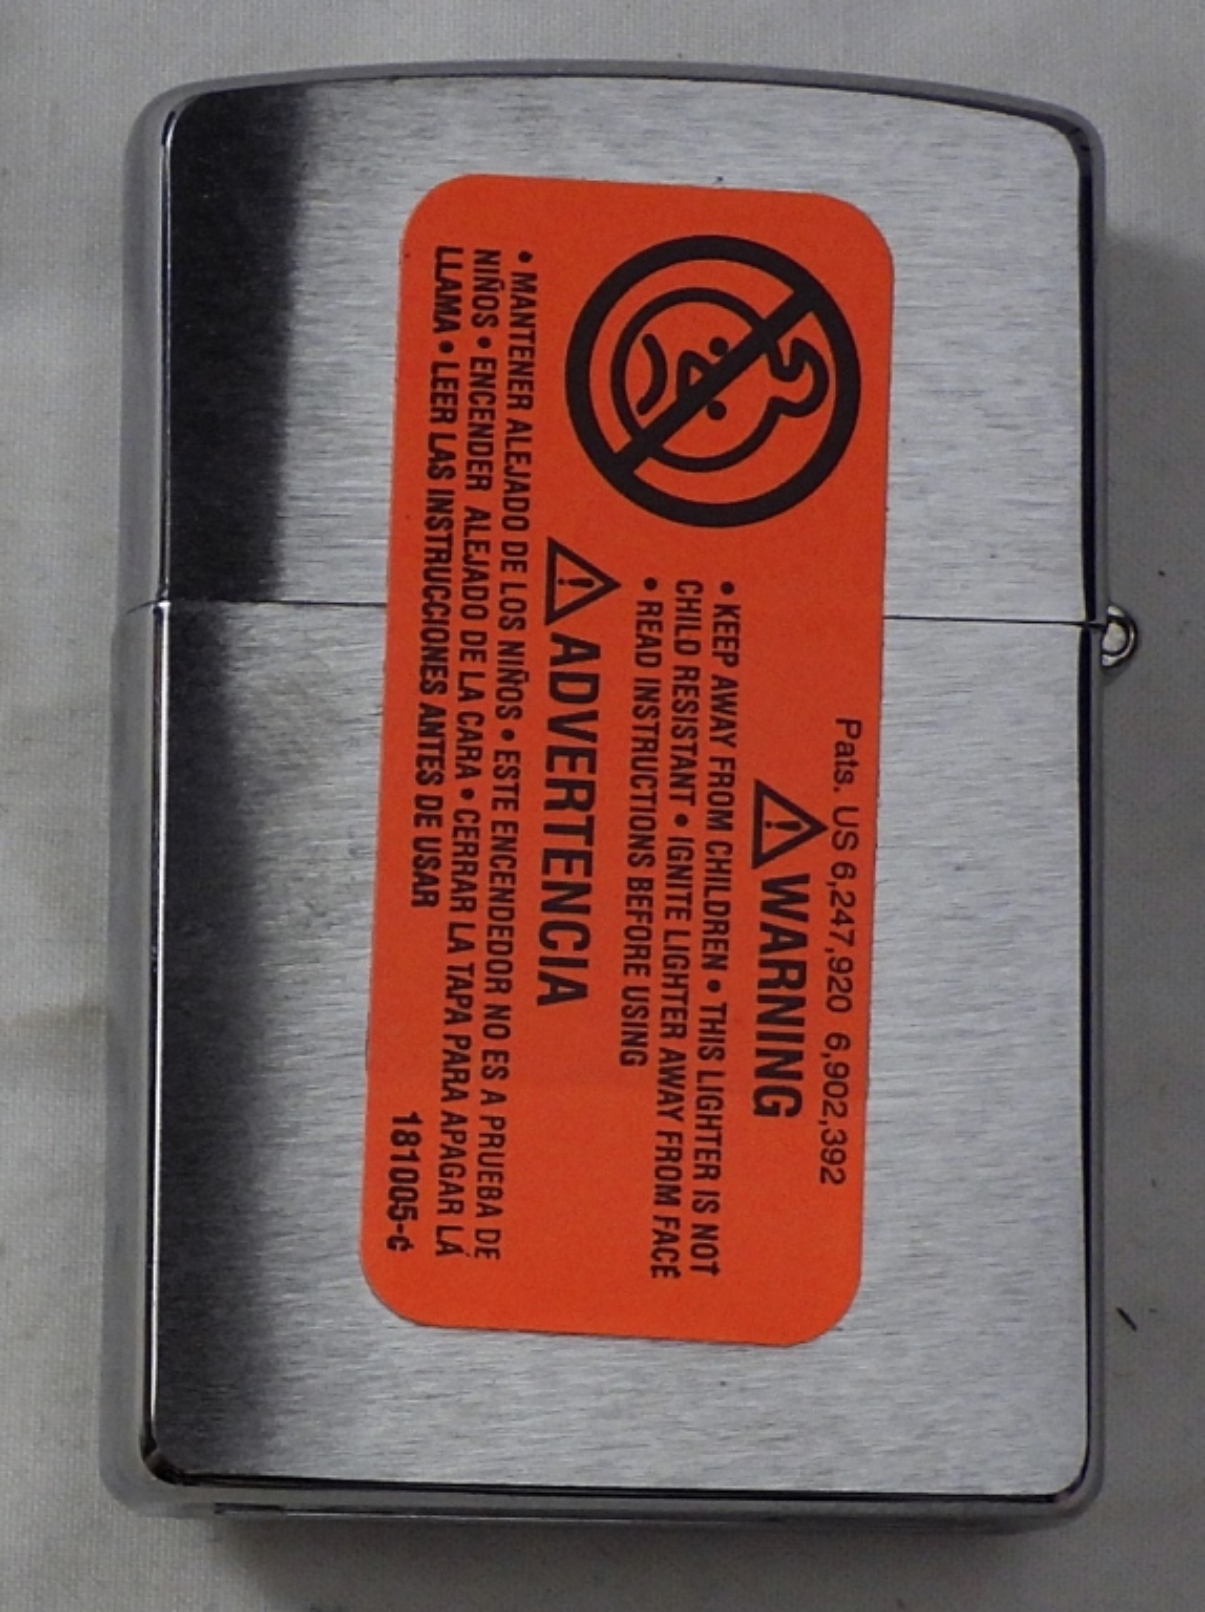 Pats. US 6,247,920 6,902,392
WARNING
• KEEP AWAY FROM CHILDREN • THIS LIGHTER IS NOT
CHILD RESISTANT • IGNITE LIGHTER AWAY FROM FACE
• READ INSTRUCTIONS BEFORE USING
ADVERTENCIA
• MANTENER ALEJADO DE LOS NIÑOS • ESTE ENCENDEDOR NO ES A PRUEBA DE
NIÑOS • ENCENDER ALEJADO DE LA CARA • CERRAR LA TAPA PARA APAGAR LA
LLAMA • LEER LAS INSTRUCCIONES ANTES DE USAR
181005-C